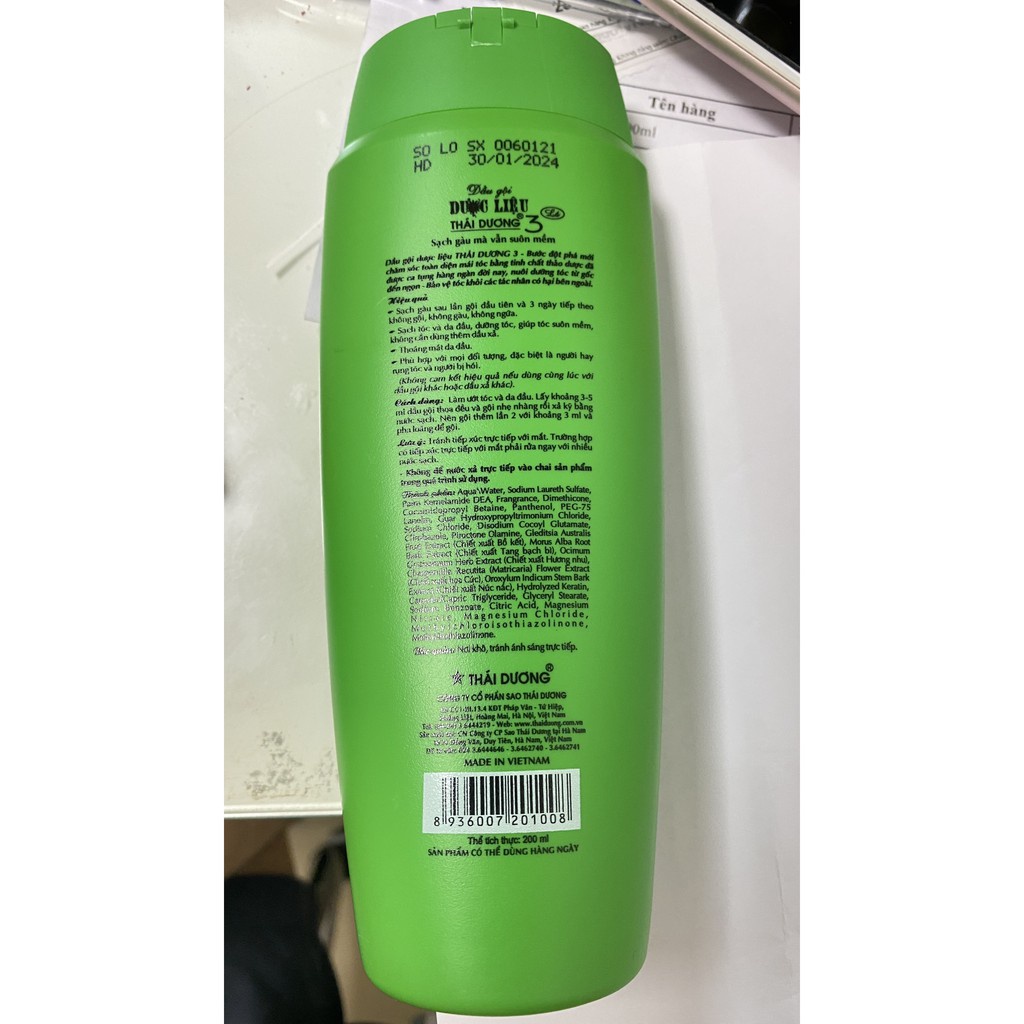 Tên hàng
SO LO SX 0060121
HD 30/01/2024
Dầu gội
DƯỢC LIỆU
THÁI DƯƠNG® 3
Sạch gàu mà vẫn suôn mềm
Dầu gội dược liệu THÁI DƯƠNG 3 - Bước đột phá mới
chăm sóc toàn diện mái tóc bằng tinh chất thảo dược đã
được ca tụng hàng ngàn đời nay, nuôi dưỡng tóc từ gốc
đến ngọn - Bảo vệ tóc khỏi các tác nhân có hại bên ngoài.
Hiệu quả
- Sạch gàu sau lần gội đầu tiên và 3 ngày tiếp theo
không gội, không gàu, không ngứa.
- Sạch tóc và da đầu, dưỡng tóc, giúp tóc suôn mềm,
không cần dùng thêm dầu xả.
- Thoáng mát da đầu.
- Phù hợp với mọi đối tượng, đặc biệt là người hay
rụng tóc và người bị hói.
(Không cam kết hiệu quả nếu dùng cùng lúc với
dầu gội khác hoặc dầu xả khác).
Cách dùng: Làm ướt tóc và da đầu. Lấy khoảng 3-5
ml dầu gội thoa đều và gội nhẹ nhàng rồi xả kỹ bằng
nước sạch. Nên gội thêm lần 2 với khoảng 3 ml và
pha loãng để gội.
Lưu ý: Tránh tiếp xúc trực tiếp với mắt. Trường hợp
có tiếp xúc trực tiếp với mắt phải rửa ngay với nhiều
nước sạch.
- Không để nước xả trực tiếp vào chai sản phẩm
trong quá trình sử dụng.
Thành phần: Aqua\Water, Sodium Laureth Sulfate,
Palm Kernelamide DEA, Frangrance, Dimethicone,
Cocamidopropyl Betaine, Panthenol, PEG-75
Lanolin, Guar Hydroxypropyltrimonium Chloride,
Sodium Chloride, Disodium Cocoyl Glutamate,
Climbazole, Piroctone Olamine, Gleditsia Australis
Fruit Extract (Chiết xuất Bồ kết), Morus Alba Root
Bark Extract (Chiết xuất Tang bạch bì), Ocimum
Herb Extract (Chiết xuất Hương nhu),
Chamomilla Recutita (Matricaria) Flower Extract
Cúc), Oroxylum Indicum Stem Bark
Extract (Chiết xuất Núc nác), Hydrolyzed Keratin,
Capric Triglyceride, Glyceryl Stearate,
Sodium Benzoate, Citric Acid, Magnesium
Nitrate, Magnesium Chloride,
Methylchloroisothiazolinone,
Methylisothiazolinone.
Bảo quản: Nơi khô, tránh ánh sáng trực tiếp.
THÁI DƯƠNG®
CÔNG TY CỔ PHẦN SAO THÁI DƯƠNG
KĐT Pháp Vân - Tứ Hiệp,
Hoàng Mai, Hà Nội, Việt Nam
Web: www.thaiduong.com.vn
CN Công ty CP Sao Thái Dương tại Hà Nam
Đồng Văn, Duy Tiên, Hà Nam, Việt Nam
3.6444646 - 3.6462740 - 3.6462741
MADE IN VIETNAM
8 936007 201008
Thể tích thực: 200 ml
SẢN PHẨM CÓ THỂ DÙNG HÀNG NGÀY